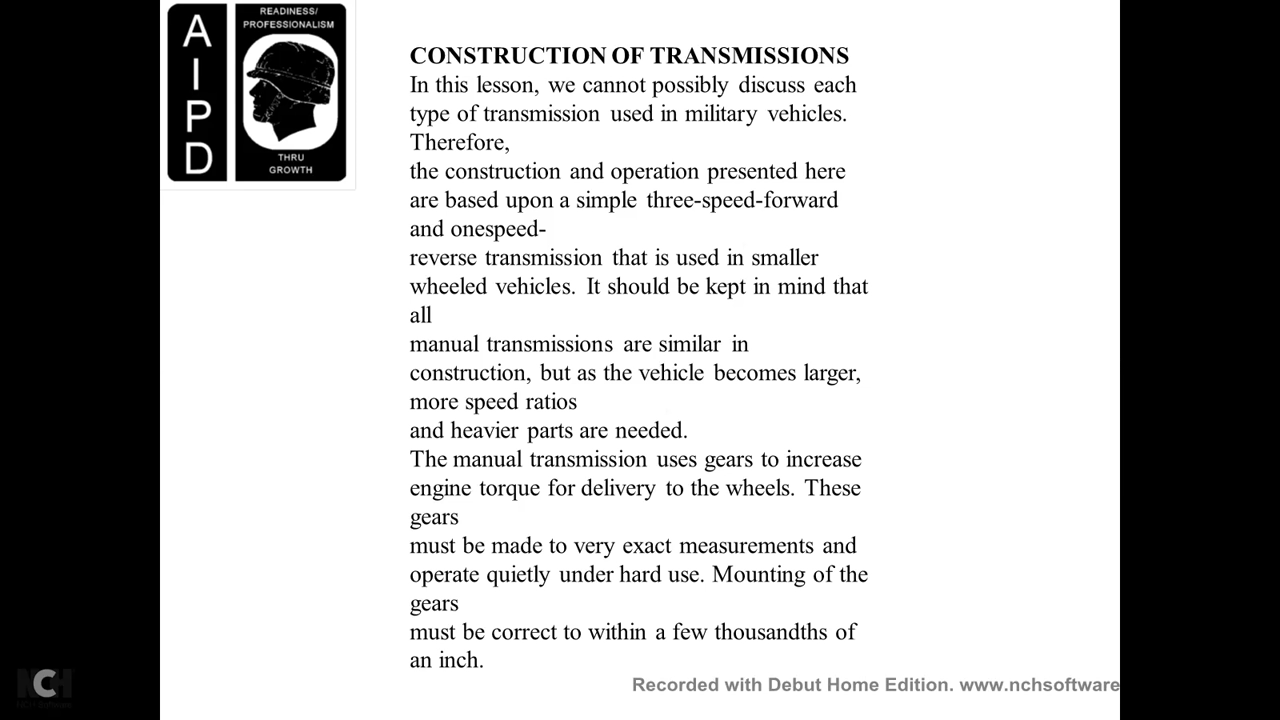 A
I
P
D
READINESS/
PROFESSIONALISM
THRU
GROWTH
CONSTRUCTION OF TRANSMISSIONS
In this lesson, we cannot possibly discuss each
type of transmission used in military vehicles.
Therefore,
the construction and operation presented here
are based upon a simple three-speed-forward
and onespeed-
reverse transmission that is used in smaller
wheeled vehicles. It should be kept in mind that
all
manual transmissions are similar in
construction, but as the vehicle becomes larger,
more speed ratios
and heavier parts are needed.
The manual transmission uses gears to increase
engine torque for delivery to the wheels. These
gears
must be made to very exact measurements and
operate quietly under hard use. Mounting of the
gears
must be correct to within a few thousandths of
an inch.
NCH
NCH Software
Recorded with Debut Home Edition. www.nchsoftware